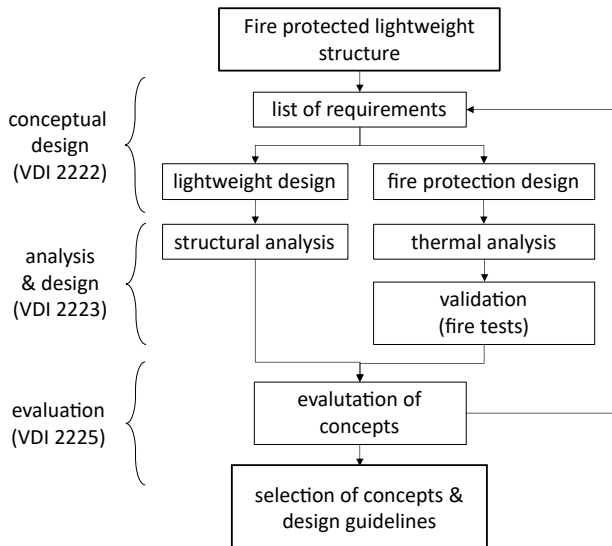 Fire protected lightweight
structure
list of requirements
conceptual
design
(VDI 2222)
lightweight design
fire protection design
structural analysis
thermal analysis
analysis
& design
(VDI 2223)
validation
(fire tests)
evalutation of
concepts
evaluation
(VDI 2225)
selection of concepts &
design guidelines